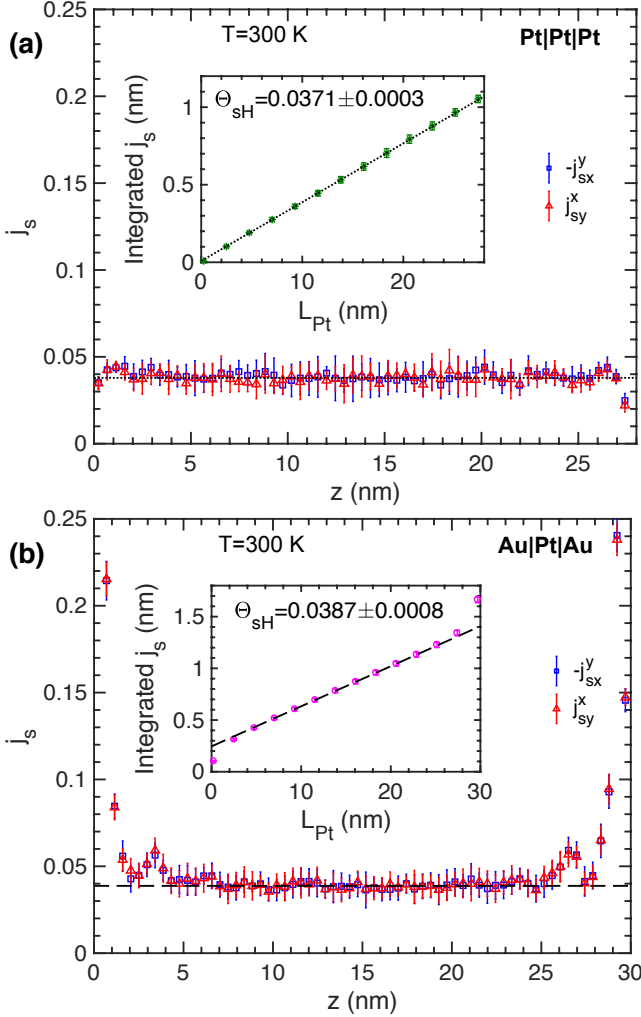 (a)
T=300 K
Pt|Pt|Pt
Θ_sH=0.0371±0.0003
Integrated j_s (nm)
1
0.5
0
0
10
20
L_Pt (nm)
-j_sx^y
j_sy^x
j_s
0.25
0.2
0.15
0.1
0.05
0
0
5
10
15
20
25
z (nm)
(b)
T=300 K
Au|Pt|Au
Θ_sH=0.0387±0.0008
Integrated j_s (nm)
1.5
1
0.5
0
0
10
20
30
L_Pt (nm)
-j_sx^y
j_sy^x
j_s
0.25
0.2
0.15
0.1
0.05
0
0
5
10
15
20
25
30
z (nm)